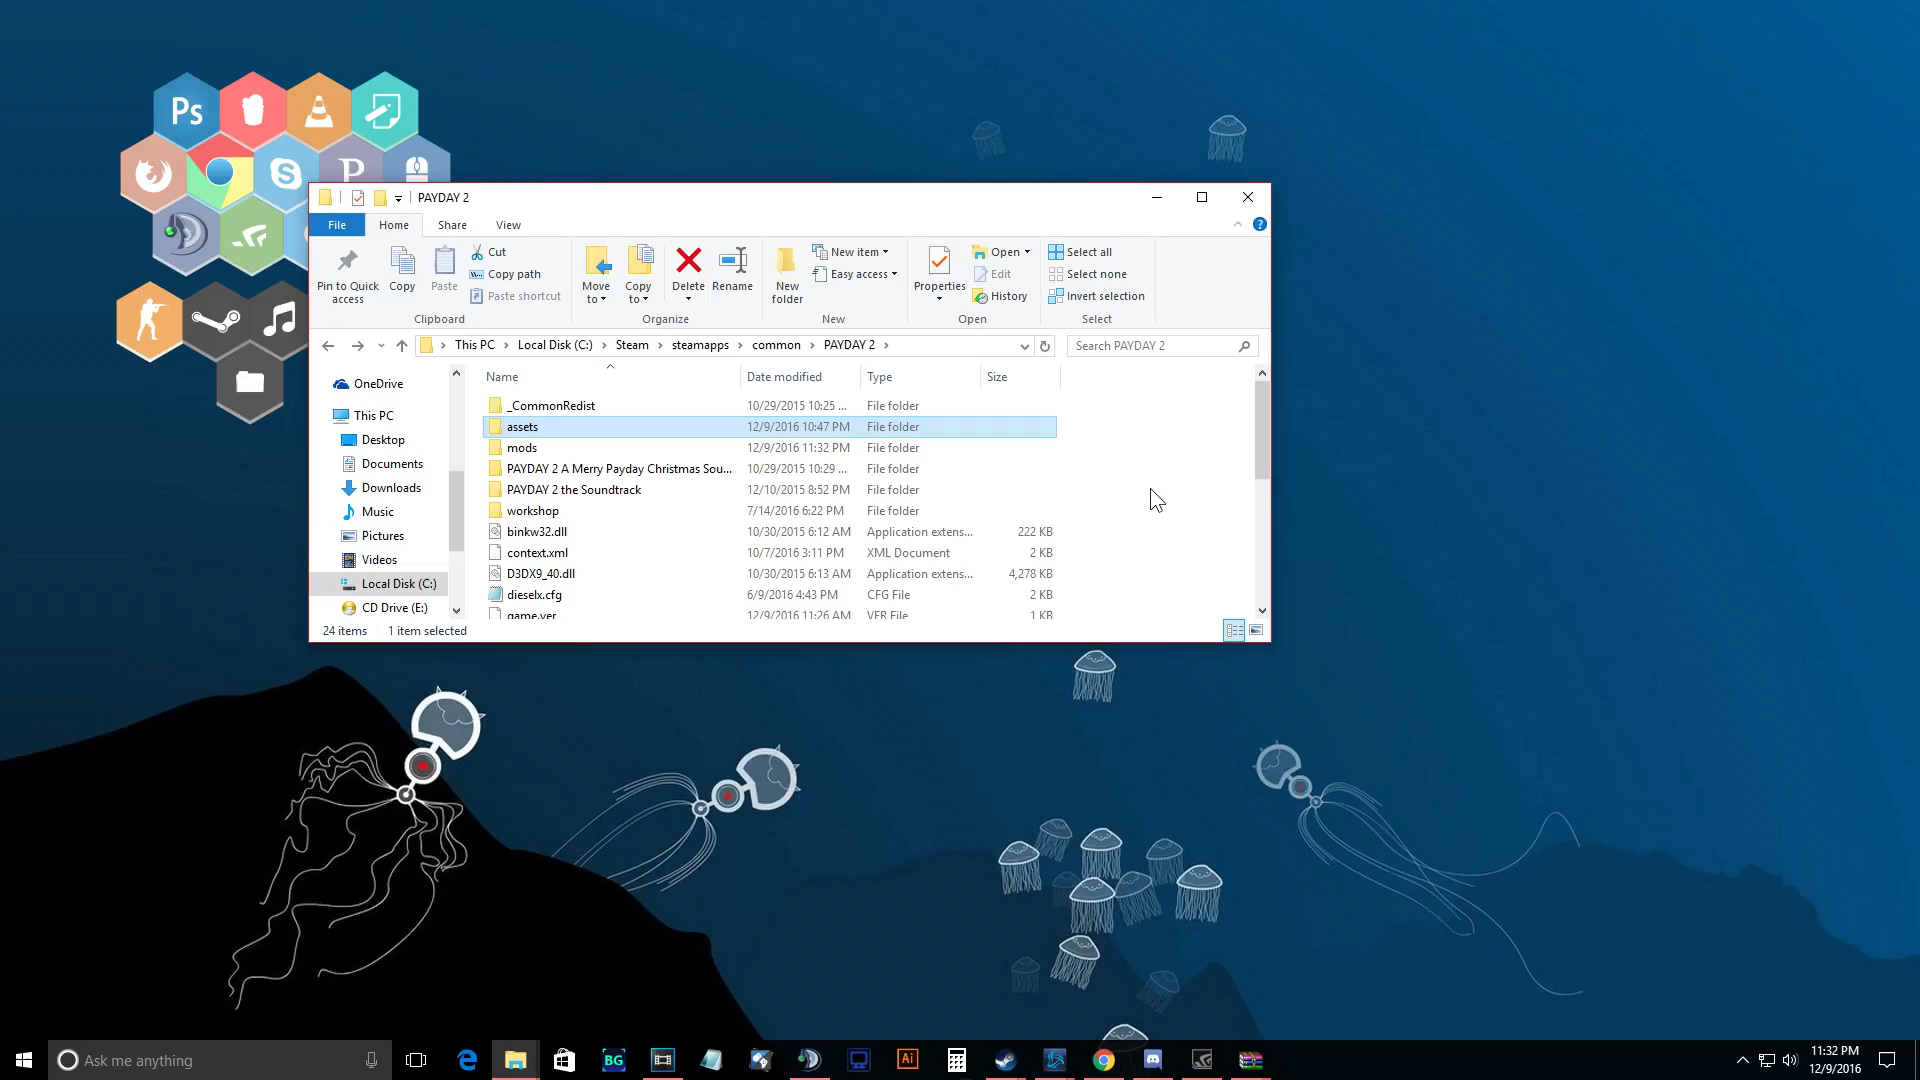 Ps
P
PAYDAY 2
File
Home
Share
View
Pin to Quick access
Copy
Paste
Cut
Copy path
Paste shortcut
Clipboard
Move to
Copy to
Delete
Rename
Organize
New folder
New item
Easy access
New
Properties
Open
Edit
History
Open
Select all
Select none
Invert selection
Select
This PC > Local Disk (C:) > Steam > steamapps > common > PAYDAY 2 >
Search PAYDAY 2
OneDrive
This PC
Desktop
Documents
Downloads
Music
Pictures
Videos
Local Disk (C:)
CD Drive (E:)
Name Date modified Type Size
_CommonRedist 10/29/2015 10:25 ... File folder
assets 12/9/2016 10:47 PM File folder
mods 12/9/2016 11:32 PM File folder
PAYDAY 2 A Merry Payday Christmas Sou... 10/29/2015 10:29 ... File folder
PAYDAY 2 the Soundtrack 12/10/2015 8:52 PM File folder
workshop 7/14/2016 6:22 PM File folder
binkw32.dll 10/30/2015 6:12 AM Application extens... 222 KB
context.xml 10/7/2016 3:11 PM XML Document 2 KB
D3DX9_40.dll 10/30/2015 6:13 AM Application extens... 4,278 KB
dieselx.cfg 6/9/2016 4:43 PM CFG File 2 KB
game.ver 12/9/2016 11:26 AM VER File 1 KB
24 items 1 item selected
Ask me anything
BG
Ai
11:32 PM
12/9/2016